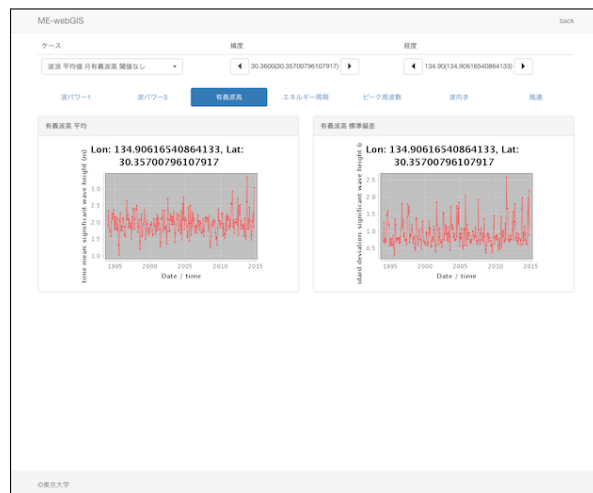 ME-webGIS
back
ケース
緯度
経度
波浪 平均値 月有義波高 閾値なし
30.3600(30.35700796107917)
134.90(134.90616540864133)
波パワー1
波パワー3
有義波高
エネルギー周期
ピーク周波数
波向き
風速
有義波高 平均
Lon: 134.90616540864133, Lat:
30.35700796107917
time mean: significant wave height (m)
3.0
2.5
2.0
1.5
1.0
1995 2000 2005 2010 2015
Date / time
有義波高 標準偏差
Lon: 134.90616540864133, Lat:
30.35700796107917
deviation: significant wave height
2.5
2.0
1.5
1.0
0.5
1995 2000 2005 2010 2015
Date / time
©東京大学